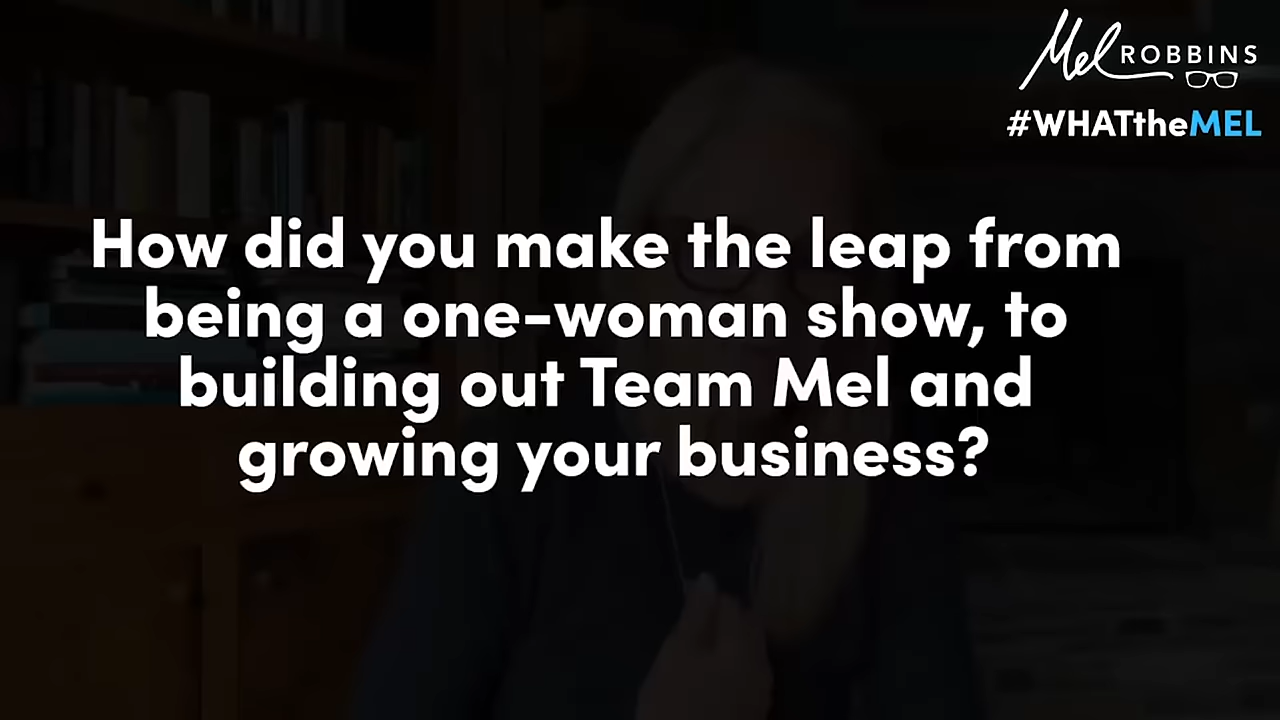 Mel ROBBINS
#WHATtheMEL
How did you make the leap from
being a one-woman show, to
building out Team Mel and
growing your business?